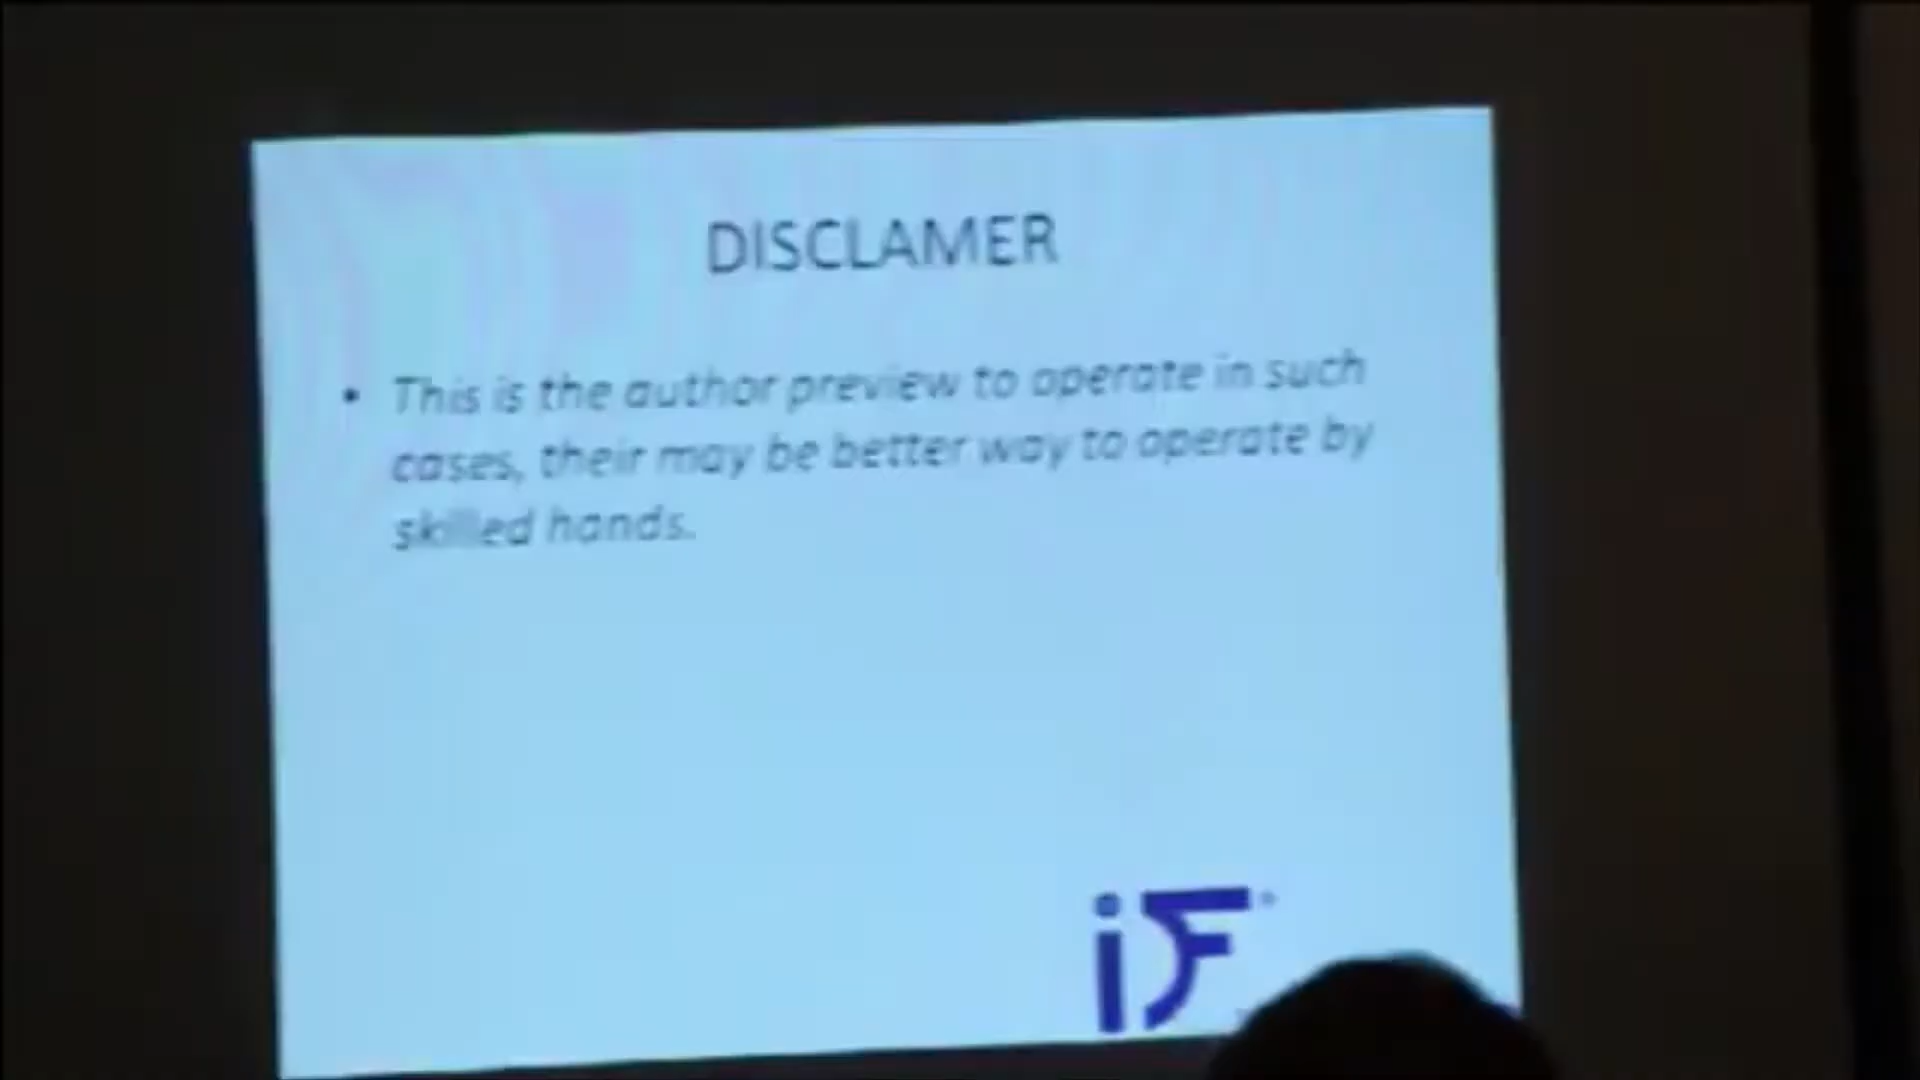 DISCLAMER
• This is the author preview to operate in such
cases, their may be better way to operate by
skilled hands.
iF®